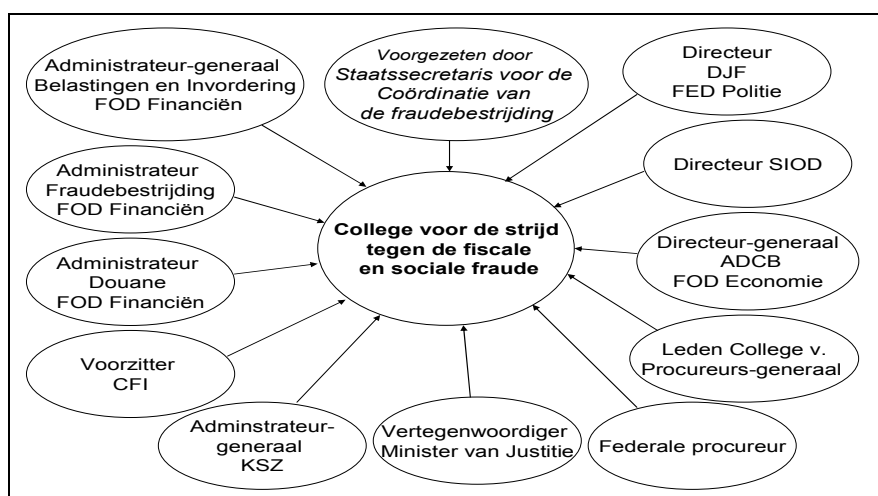 Administrateur-generaal
Belastingen en Invordering
FOD Financiën
Voorgezeten door
Staatssecretaris voor de
Coördinatie van
de fraudebestrijding
Directeur
DJF
FED Politie
Administrateur
Fraudebestrijding
FOD Financiën
Directeur SIOD
College voor de strijd
tegen de fiscale
en sociale fraude
Directeur-generaal
ADCB
FOD Economie
Administrateur
Douane
FOD Financiën
Leden College v.
Procureurs-generaal
Voorzitter
CFI
Adminstrateur-
generaal
KSZ
Vertegenwoordiger
Minister van Justitie
Federale procureur